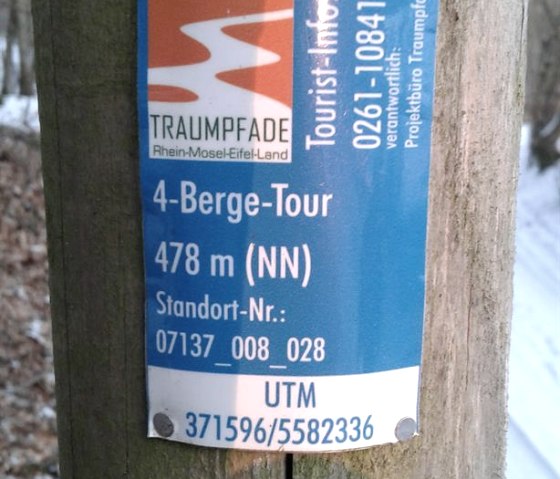 TRAUMPFADE
Rhein-Mosel-Eifel-Land
Tourist-Info
0261-10841
verantwortlich:
Projektbüro
4-Berge-Tour
478 m (NN)
Standort-Nr.:
07137_008_028
UTM
371596/5582336